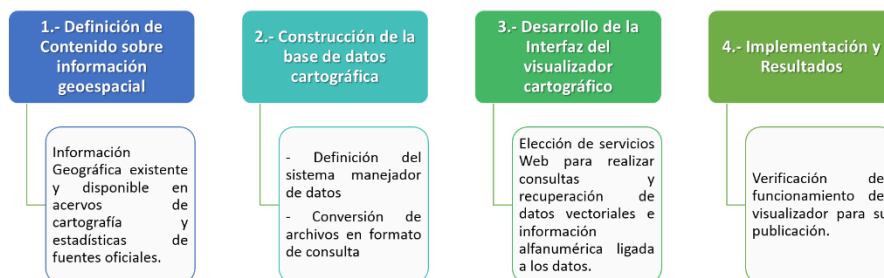 1.- Definición de
Contenido sobre
información
geoespacial
Información
Geográfica existente
y disponible en
acervos de
cartografía y
estadísticas de
fuentes oficiales.
2.- Construcción de la
base de datos
cartográfica
- Definición del
sistema manejador
de datos
- Conversión de
archivos en formato
de consulta
3.- Desarrollo de la
Interfaz del
visualizador
cartográfico
Elección de servicios
Web para realizar
consultas y
recuperación de
datos vectoriales e
información
alfanumérica ligada
a los datos.
4.- Implementación y
Resultados
Verificación de
funcionamiento de
visualizador para su
publicación.